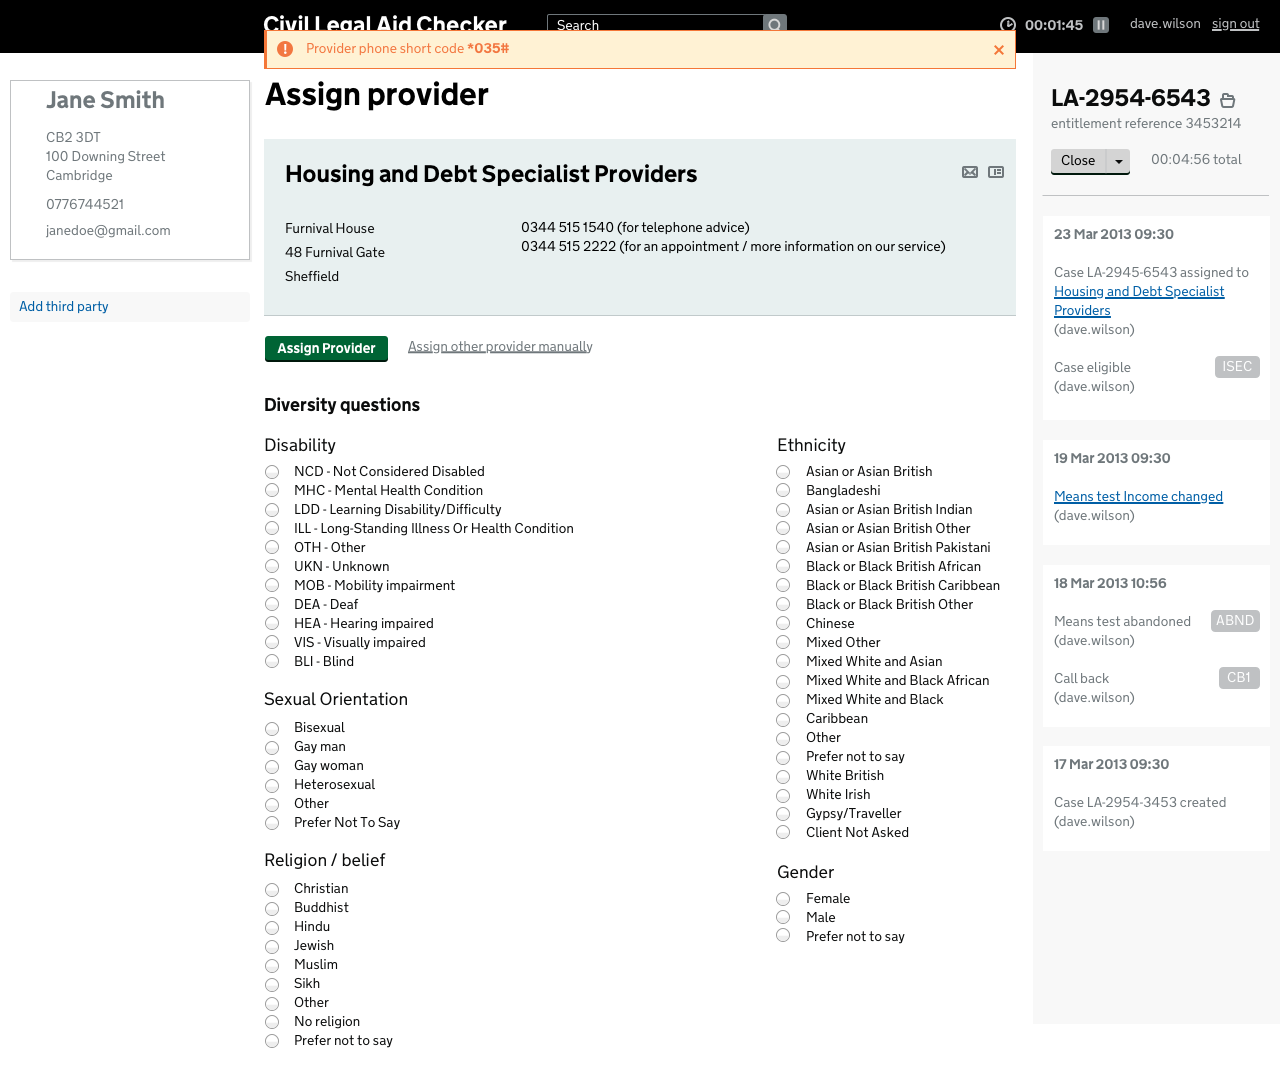 Civil Legal Aid Checker
Search
00:01:45
dave.wilson
sign out
Provider phone short code *035#
Jane Smith
CB2 3DT
100 Downing Street
Cambridge
0776744521
janedoe@gmail.com
Add third party
Assign provider
Housing and Debt Specialist Providers
Furnival House
48 Furnival Gate
Sheffield
0344 515 1540 (for telephone advice)
0344 515 2222 (for an appointment / more information on our service)
Assign Provider
Assign other provider manually
Diversity questions
Disability
NCD - Not Considered Disabled
MHC - Mental Health Condition
LDD - Learning Disability/Difficulty
ILL - Long-Standing Illness Or Health Condition
OTH - Other
UKN - Unknown
MOB - Mobility impairment
DEA - Deaf
HEA - Hearing impaired
VIS - Visually impaired
BLI - Blind
Sexual Orientation
Bisexual
Gay man
Gay woman
Heterosexual
Other
Prefer Not To Say
Religion / belief
Christian
Buddhist
Hindu
Jewish
Muslim
Sikh
Other
No religion
Prefer not to say
Ethnicity
Asian or Asian British
Bangladeshi
Asian or Asian British Indian
Asian or Asian British Other
Asian or Asian British Pakistani
Black or Black British African
Black or Black British Caribbean
Black or Black British Other
Chinese
Mixed Other
Mixed White and Asian
Mixed White and Black African
Mixed White and Black
Caribbean
Other
Prefer not to say
White British
White Irish
Gypsy/Traveller
Client Not Asked
Gender
Female
Male
Prefer not to say
LA-2954-6543
entitlement reference 3453214
Close
00:04:56 total
23 Mar 2013 09:30
Case LA-2945-6543 assigned to
Housing and Debt Specialist
Providers
(dave.wilson)
Case eligible
ISEC
(dave.wilson)
19 Mar 2013 09:30
Means test Income changed
(dave.wilson)
18 Mar 2013 10:56
Means test abandoned
ABND
(dave.wilson)
Call back
CB1
(dave.wilson)
17 Mar 2013 09:30
Case LA-2954-3453 created
(dave.wilson)